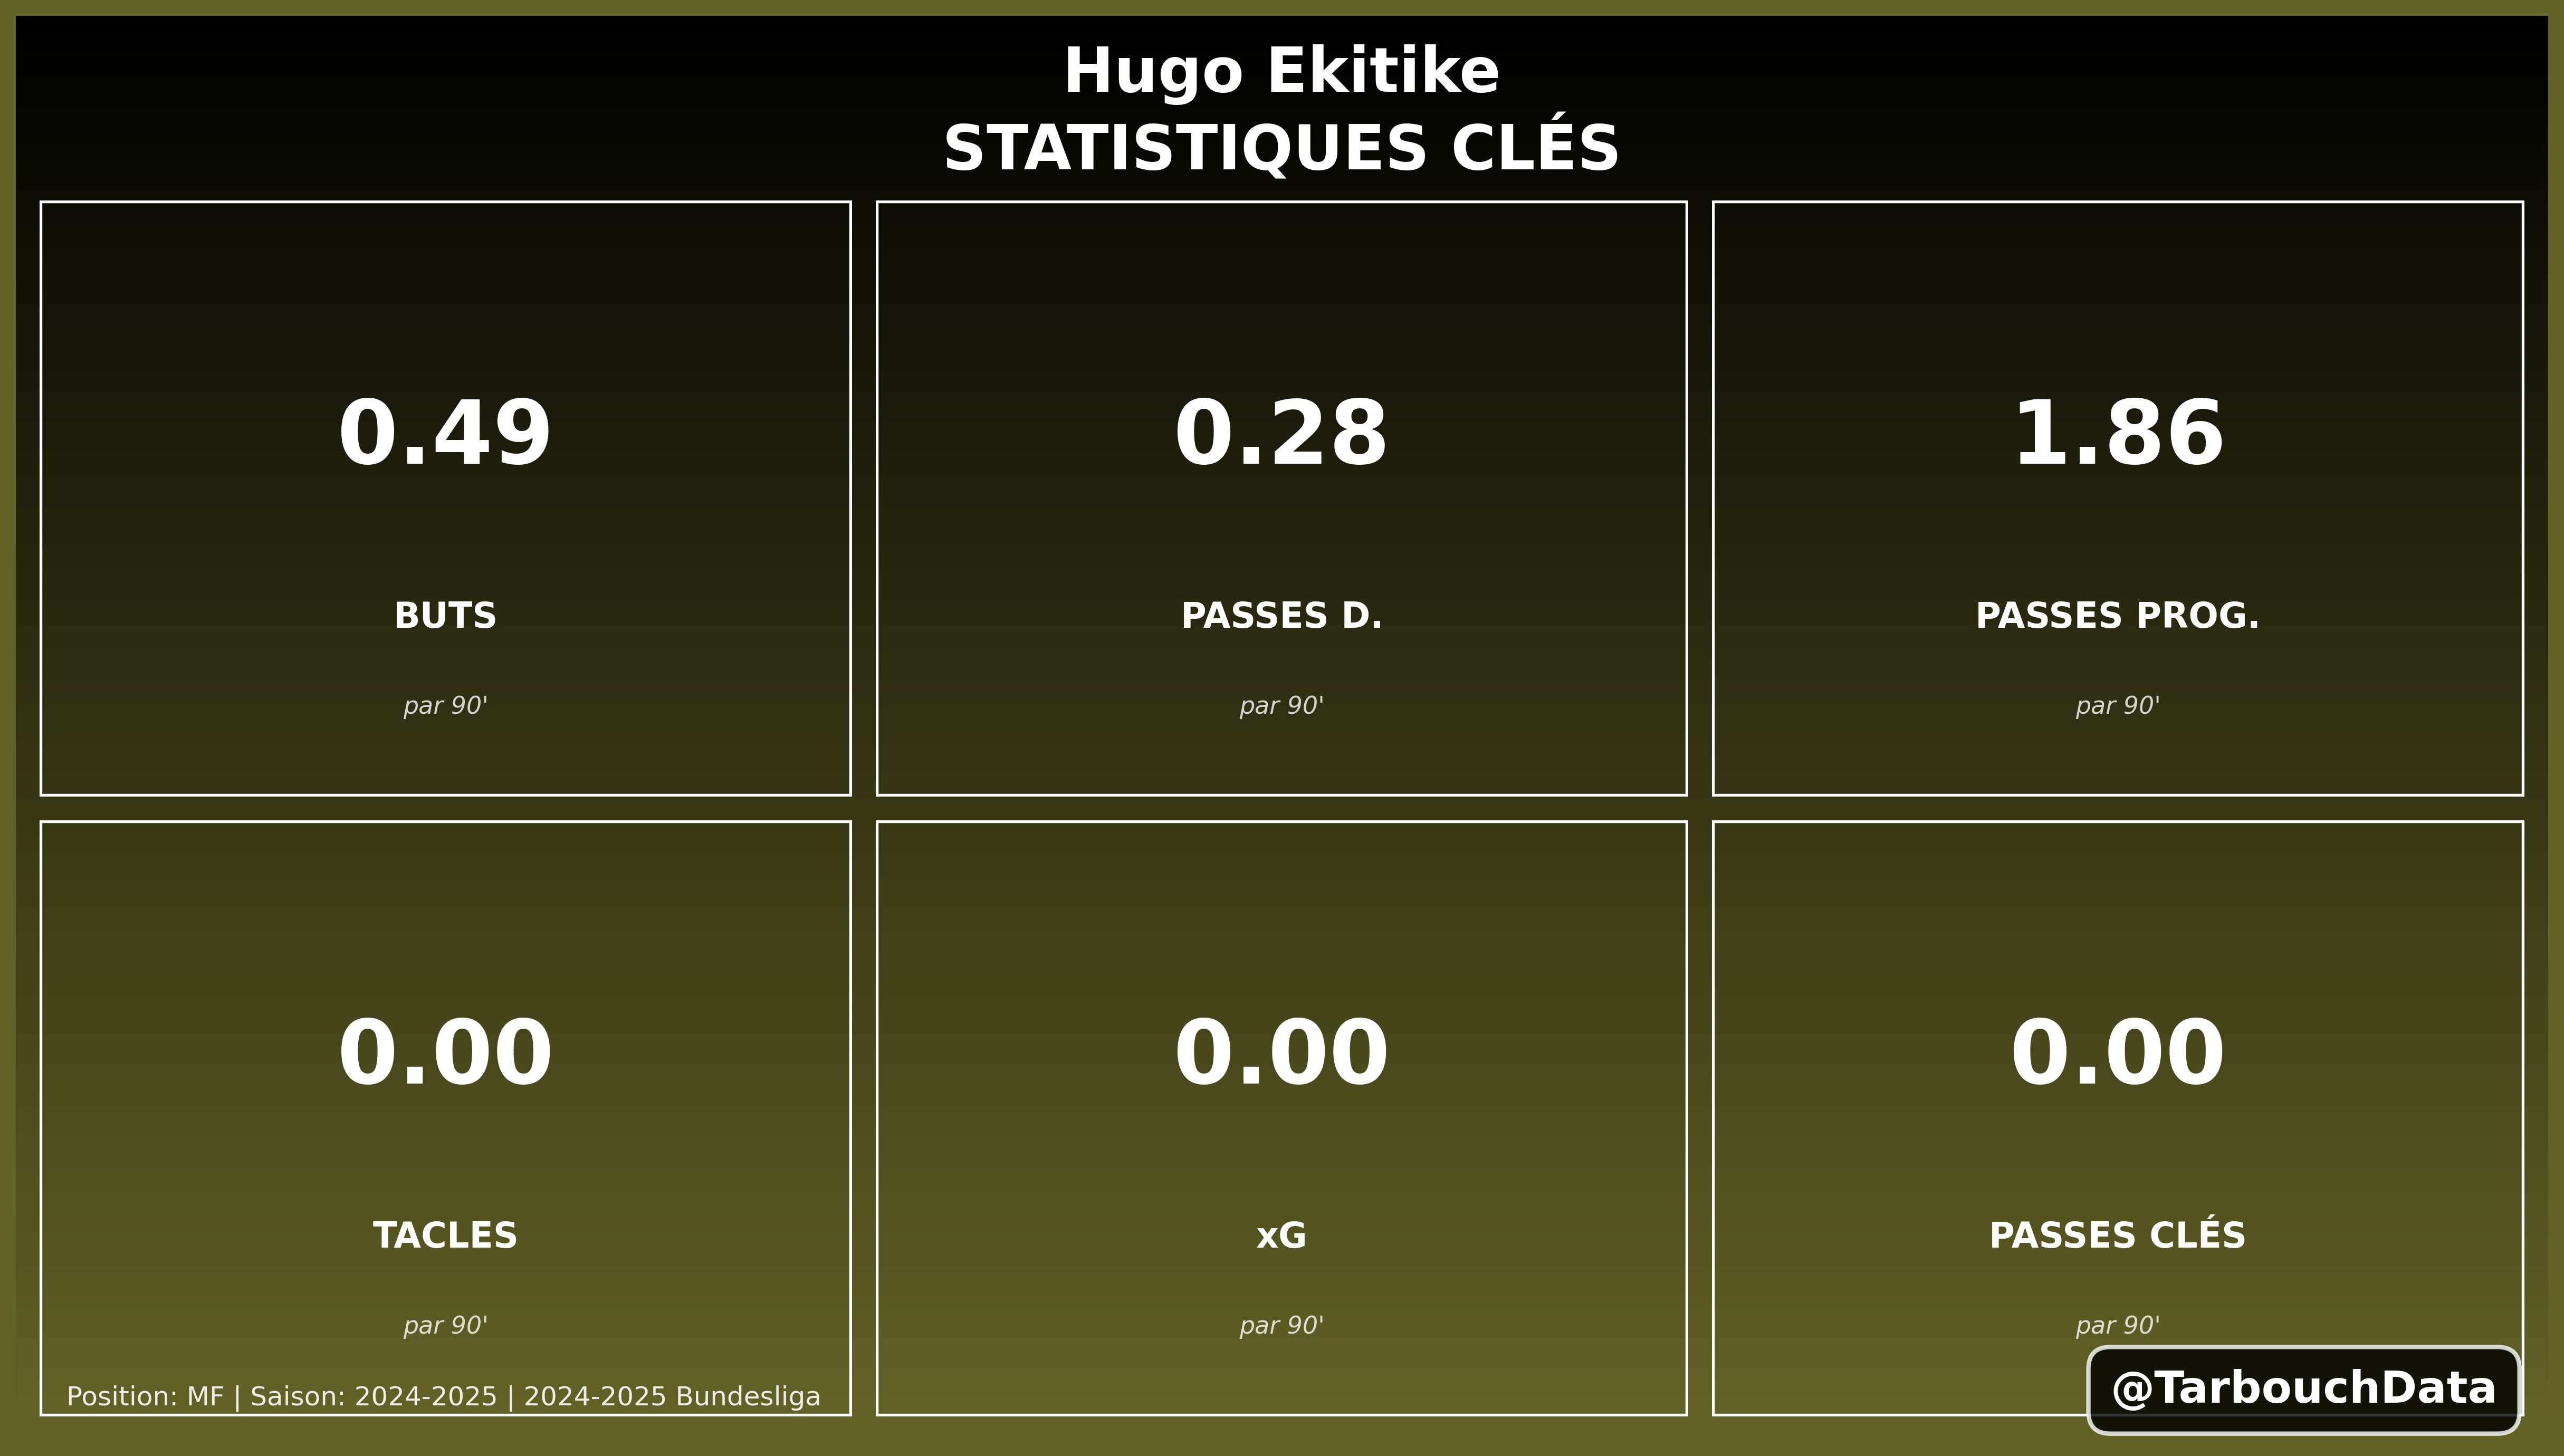 Hugo Ekitike
STATISTIQUES CLÉS
0.49
BUTS
par 90'
0.28
PASSES D.
par 90'
1.86
PASSES PROG.
par 90'
0.00
TACLES
par 90'
0.00
xG
par 90'
0.00
PASSES CLÉS
par 90'
Position: MF | Saison: 2024-2025 | 2024-2025 Bundesliga
@TarbouchData